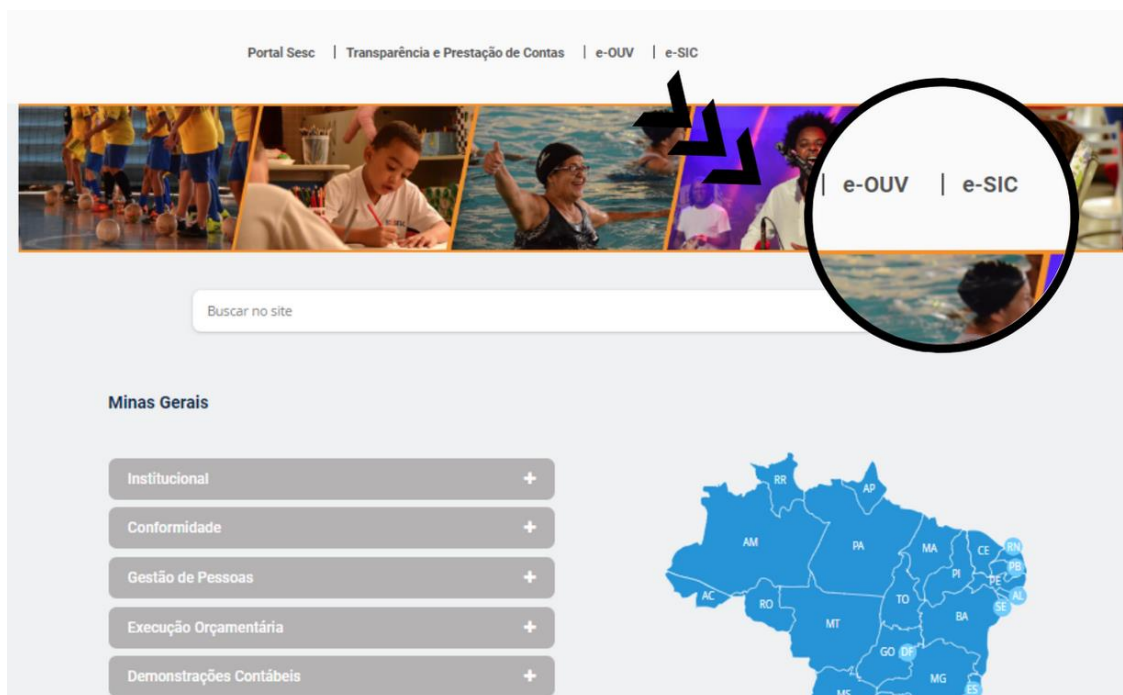 Portal Sesc | Transparência e Prestação de Contas | e-OUV | e-SIC
| e-OUV | e-SIC
Buscar no site
Minas Gerais
Institucional +
Conformidade +
Gestão de Pessoas +
Execução Orçamentária +
Demonstrações Contábeis +
RR
AP
AM
PA
MA
CE
RN
PB
PI
PE
AC
RO
TO
AL
SE
MT
BA
GO
DF
MG
ES
MS